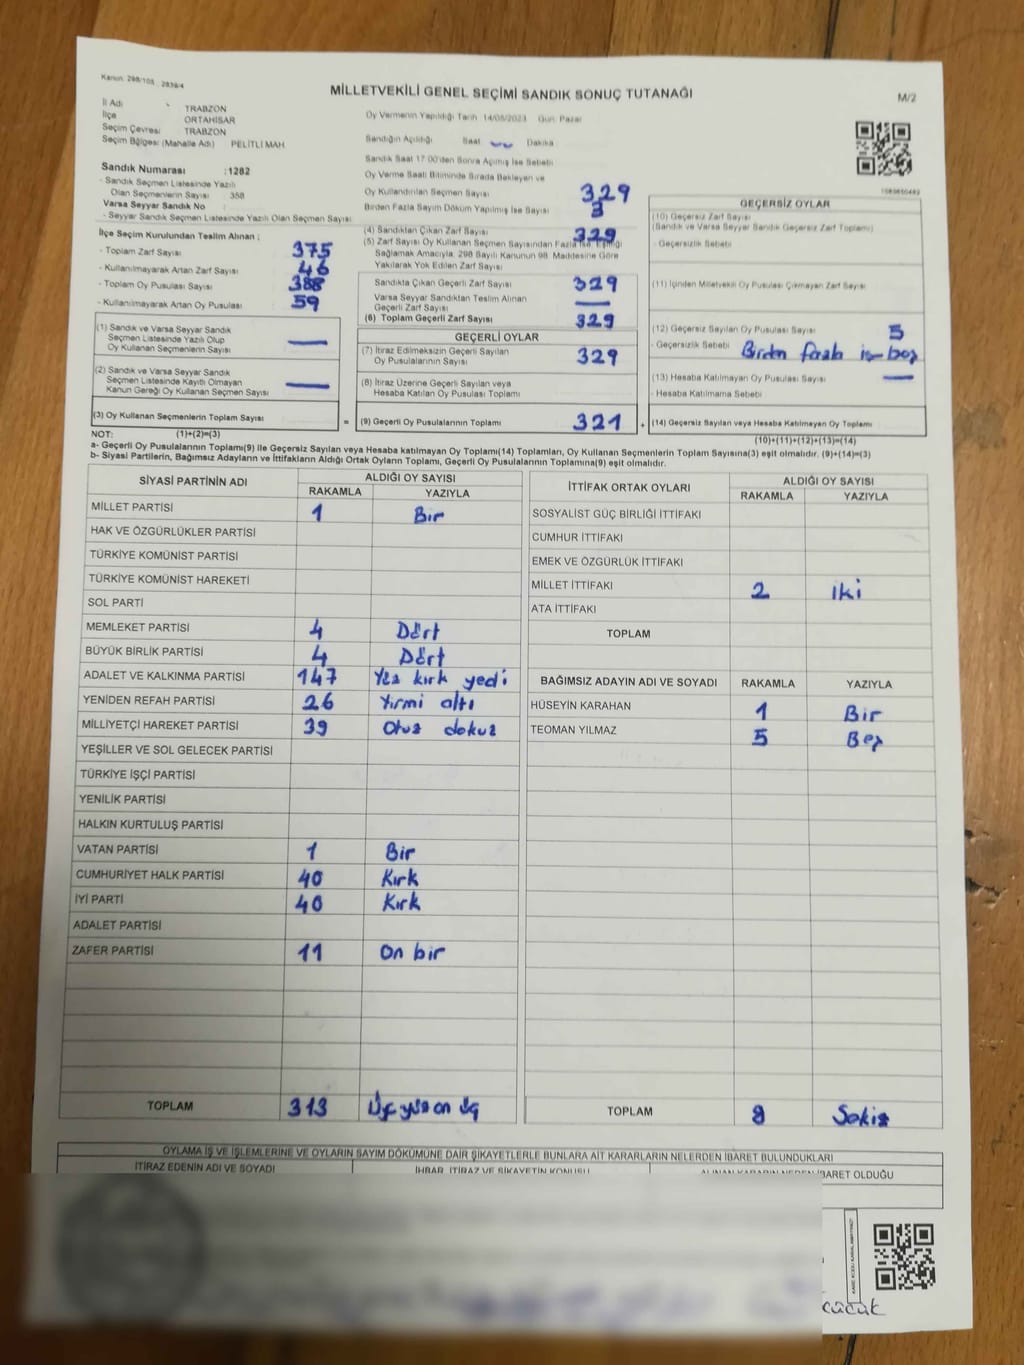 Kanun: 298/105 2839/4
MİLLETVEKİLİ GENEL SEÇİMİ SANDIK SONUÇ TUTANAĞI
M/2
İl Adı TRABZON
İlçe ORTAHİSAR
Seçim Çevresi TRABZON
Seçim Bölgesi (Mahalle Adı) PELİTLİ MAH
Oy Vermenin Yapıldığı Tarih 14/05/2023 Gün: Pazar
Sandığın Açıldığı Saat Dakika
Sandık Saat 17.00'den Sonra Açılmış İse Sebebi
Oy Verme Saati Bitiminde Sırada Bekleyen ve
Oy Kullandırılan Seçmen Sayısı 329
Birden Fazla Sayım Döküm Yapılmış İse Sayısı 3
Sandık Numarası :1282
- Sandık Seçmen Listesinde Yazılı
Olan Seçmenlerin Sayısı : 358
Varsa Seyyar Sandık No
- Seyyar Sandık Seçmen Listesinde Yazılı Olan Seçmen Sayısı
İlçe Seçim Kurulundan Teslim Alınan ;
- Toplam Zarf Sayısı 375
- Kullanılmayarak Artan Zarf Sayısı 46
- Toplam Oy Pusulası Sayısı 388
- Kullanılmayarak Artan Oy Pusulası 59
(1) Sandık ve Varsa Seyyar Sandık
Seçmen Listesinde Yazılı Olup
Oy Kullanan Seçmenlerin Sayısı —
(2) Sandık ve Varsa Seyyar Sandık
Seçmen Listesinde Kayıtlı Olmayan
Kanun Gereği Oy Kullanan Seçmen Sayısı —
(3) Oy Kullanan Seçmenlerin Toplam Sayısı
(1)+(2)=(3)
(4) Sandıktan Çıkan Zarf Sayısı 329
(5) Zarf Sayısı Oy Kullanan Seçmen Sayısından Fazla İse, Eşitliği
Sağlamak Amacıyla 298 Sayılı Kanunun 98. Maddesine Göre
Yakılarak Yok Edilen Zarf Sayısı
Sandıkta Çıkan Geçerli Zarf Sayısı 329
Varsa Seyyar Sandıktan Teslim Alınan
Geçerli Zarf Sayısı —
(6) Toplam Geçerli Zarf Sayısı 329
GEÇERLİ OYLAR
(7) İtiraz Edilmeksizin Geçerli Sayılan
Oy Pusulalarının Sayısı 329
(8) İtiraz Üzerine Geçerli Sayılan veya
Hesaba Katılan Oy Pusulası Toplamı
= (9) Geçerli Oy Pusulalarının Toplamı 321 +
GEÇERSİZ OYLAR
(10) Geçersiz Zarf Sayısı
(Sandık ve Varsa Seyyar Sandık Geçersiz Zarf Toplamı)
- Geçersizlik Sebebi
(11) İçinden Milletvekili Oy Pusulası Çıkmayan Zarf Sayısı
(12) Geçersiz Sayılan Oy Pusulası Sayısı 5
- Geçersizlik Sebebi Birden fazla
(13) Hesaba Katılmayan Oy Pusulası Sayısı —
- Hesaba Katılmama Sebebi
(14) Geçersiz Sayılan veya Hesaba Katılmayan Oy Toplamı
(10)+(11)+(12)+(13)=(14)
NOT:
a- Geçerli Oy Pusulalarının Toplamı(9) ile Geçersiz Sayılan veya Hesaba katılmayan Oy Toplamı(14) Toplamları, Oy Kullanan Seçmenlerin Toplam Sayısına(3) eşit olmalıdır. (9)+(14)=(3)
b- Siyasi Partilerin, Bağımsız Adayların ve İttifakların Aldığı Ortak Oyların Toplamı, Geçerli Oy Pusulalarının Toplamına(9) eşit olmalıdır.
SİYASİ PARTİNİN ADI ALDIĞI OY SAYISI
RAKAMLA YAZIYLA
MİLLET PARTİSİ 1 Bir
HAK VE ÖZGÜRLÜKLER PARTİSİ
TÜRKİYE KOMÜNİST PARTİSİ
TÜRKİYE KOMÜNİST HAREKETİ
SOL PARTİ
MEMLEKET PARTİSİ 4 Dört
BÜYÜK BİRLİK PARTİSİ 4 Dört
ADALET VE KALKINMA PARTİSİ 147 Yüz kırk yedi
YENİDEN REFAH PARTİSİ 26 Yirmi altı
MİLLİYETÇİ HAREKET PARTİSİ 39 Otuz dokuz
YEŞİLLER VE SOL GELECEK PARTİSİ
TÜRKİYE İŞÇİ PARTİSİ
YENİLİK PARTİSİ
HALKIN KURTULUŞ PARTİSİ
VATAN PARTİSİ 1 Bir
CUMHURİYET HALK PARTİSİ 40 Kırk
İYİ PARTİ 40 Kırk
ADALET PARTİSİ
ZAFER PARTİSİ 11 On bir
TOPLAM 313 Üç yüz on üç
İTTİFAK ORTAK OYLARI ALDIĞI OY SAYISI
RAKAMLA YAZIYLA
SOSYALİST GÜÇ BİRLİĞİ İTTİFAKI
CUMHUR İTTİFAKI
EMEK VE ÖZGÜRLÜK İTTİFAKI
MİLLET İTTİFAKI 2 iki
ATA İTTİFAKI
TOPLAM
BAĞIMSIZ ADAYIN ADI VE SOYADI RAKAMLA YAZIYLA
HÜSEYİN KARAHAN 1 Bir
TEOMAN YILMAZ 5 Beş
TOPLAM 8 Sekiz
OYLAMA İŞ VE İŞLEMLERİNE VE OYLARIN SAYIM DÖKÜMÜNE DAİR ŞİKAYETLERLE BUNLARA AİT KARARLARIN NELERDEN İBARET BULUNDUKLARI
İTİRAZ EDENİN ADI VE SOYADI İHBAR, İTİRAZ VE ŞİKAYETİN KONUSU ALINAN KARARIN NEDEN İBARET OLDUĞU